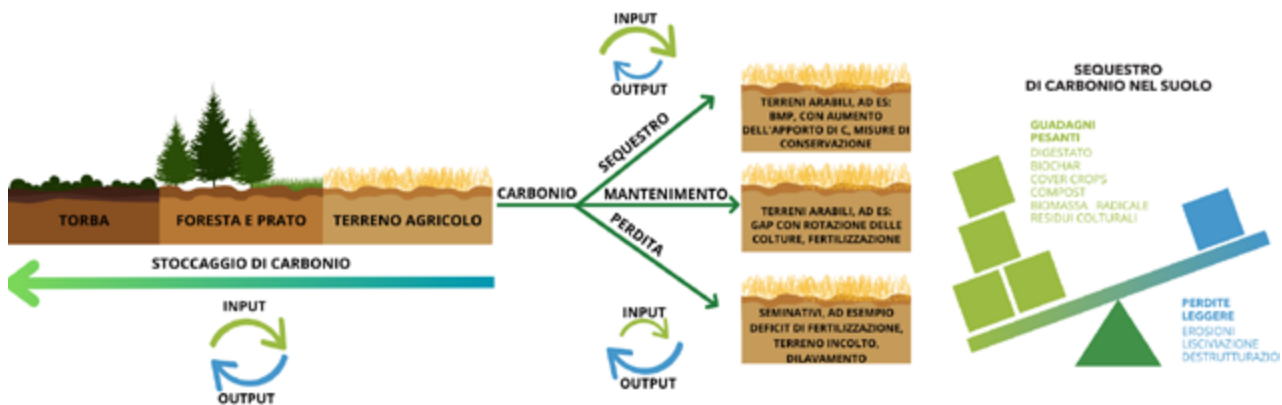 TORBA
FORESTA E PRATO
TERRENO AGRICOLO
STOCCAGGIO DI CARBONIO
INPUT
OUTPUT
INPUT
OUTPUT
CARBONIO
SEQUESTRO
MANTENIMENTO
PERDITA
INPUT
OUTPUT
TERRENI ARABILI, AD ES:
BMP, CON AUMENTO
DELL'APPORTO DI C, MISURE DI
CONSERVAZIONE
TERRENI ARABILI, AD ES:
GAP CON ROTAZIONE DELLE
COLTURE, FERTILIZZAZIONE
SEMINATIVI, AD ESEMPIO
DEFICIT DI FERTILIZZAZIONE,
TERRENO INCOLTO,
DILAVAMENTO
SEQUESTRO
DI CARBONIO NEL SUOLO
GUADAGNI
PESANTI
DIGESTATO
BIOCHAR
COVER CROPS
COMPOST
BIOMASSA RADICALE
RESIDUI COLTURALI
PERDITE
LEGGERE
EROSIONI
LISCIVIAZIONE
DESTRUTTURAZIO